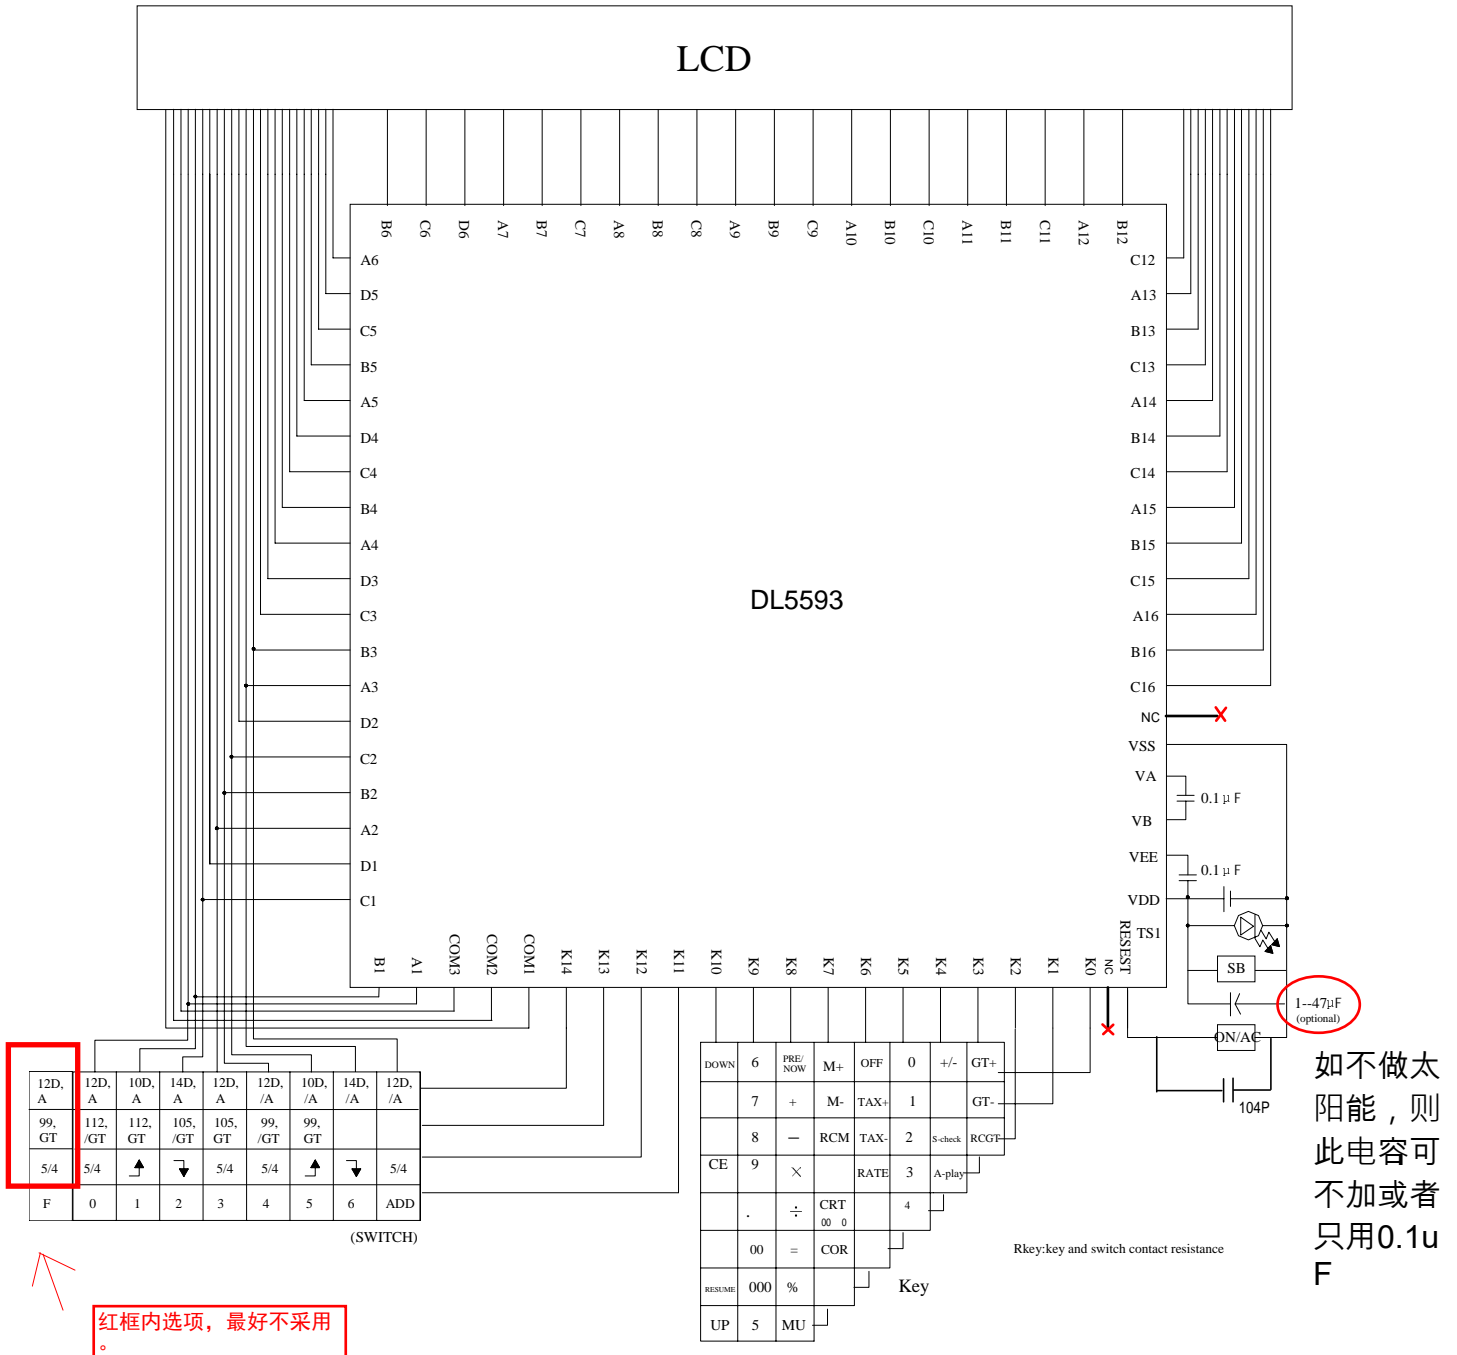 LCD
B6 C6 D6 A7 B7 C7 A8 B8 C8 A9 B9 C9 A10 B10 C10 A11 B11 C11 A12 B12
A6
D5
C5
B5
A5
D4
C4
B4
A4
D3
C3
B3
A3
D2
C2
B2
A2
D1
C1
DL5593
C12
A13
B13
C13
A14
B14
C14
A15
B15
C15
A16
B16
C16
NC
VSS
VA
VB
VEE
VDD
TS1
0.1μF
0.1μF
SB
1--47μF
(optional)
ON/AC
104P
B1 A1 COM3 COM2 COM1 K14 K13 K12 K11 K10 K9 K8 K7 K6 K5 K4 K3 K2 K1 K0 NC RESEST
12D, 12D, 10D, 14D, 12D, 12D, 10D, 14D, 12D,
A A A A A /A /A /A /A
99, 112, 112, 105, 105, 99, 99,
GT /GT GT /GT GT /GT GT
5/4 5/4 5/4 5/4 5/4
F 0 1 2 3 4 5 6 ADD
(SWITCH)
DOWN 6 PRE/ NOW M+ OFF 0 +/- GT+
7 + M- TAX+ 1 GT-
8 − RCM TAX- 2 S-check RCGT
CE 9 × RATE 3 A-play
. ÷ CRT 4
00 0
00 = COR
RESUME 000 %
UP 5 MU
Key
Rkey:key and switch contact resistance
如不做太
阳能，则
此电容可
不加或者
只用0.1u
F
红框内选项，最好不采用
。